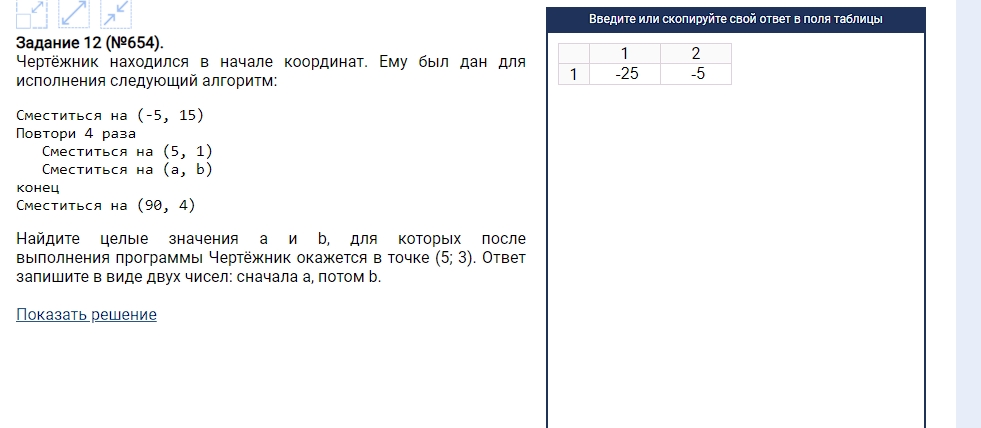 Задание 12 (№654).
Чертёжник находился в начале координат. Ему был дан для
исполнения следующий алгоритм:
Сместиться на (-5, 15)
Повтори 4 раза
Сместиться на (5, 1)
Сместиться на (a, b)
конец
Сместиться на (90, 4)
Найдите целые значения a и b, для которых после
выполнения программы Чертёжник окажется в точке (5; 3). Ответ
запишите в виде двух чисел: сначала a, потом b.
Показать решение
Введите или скопируйте свой ответ в поля таблицы
1 2
1 -25 -5